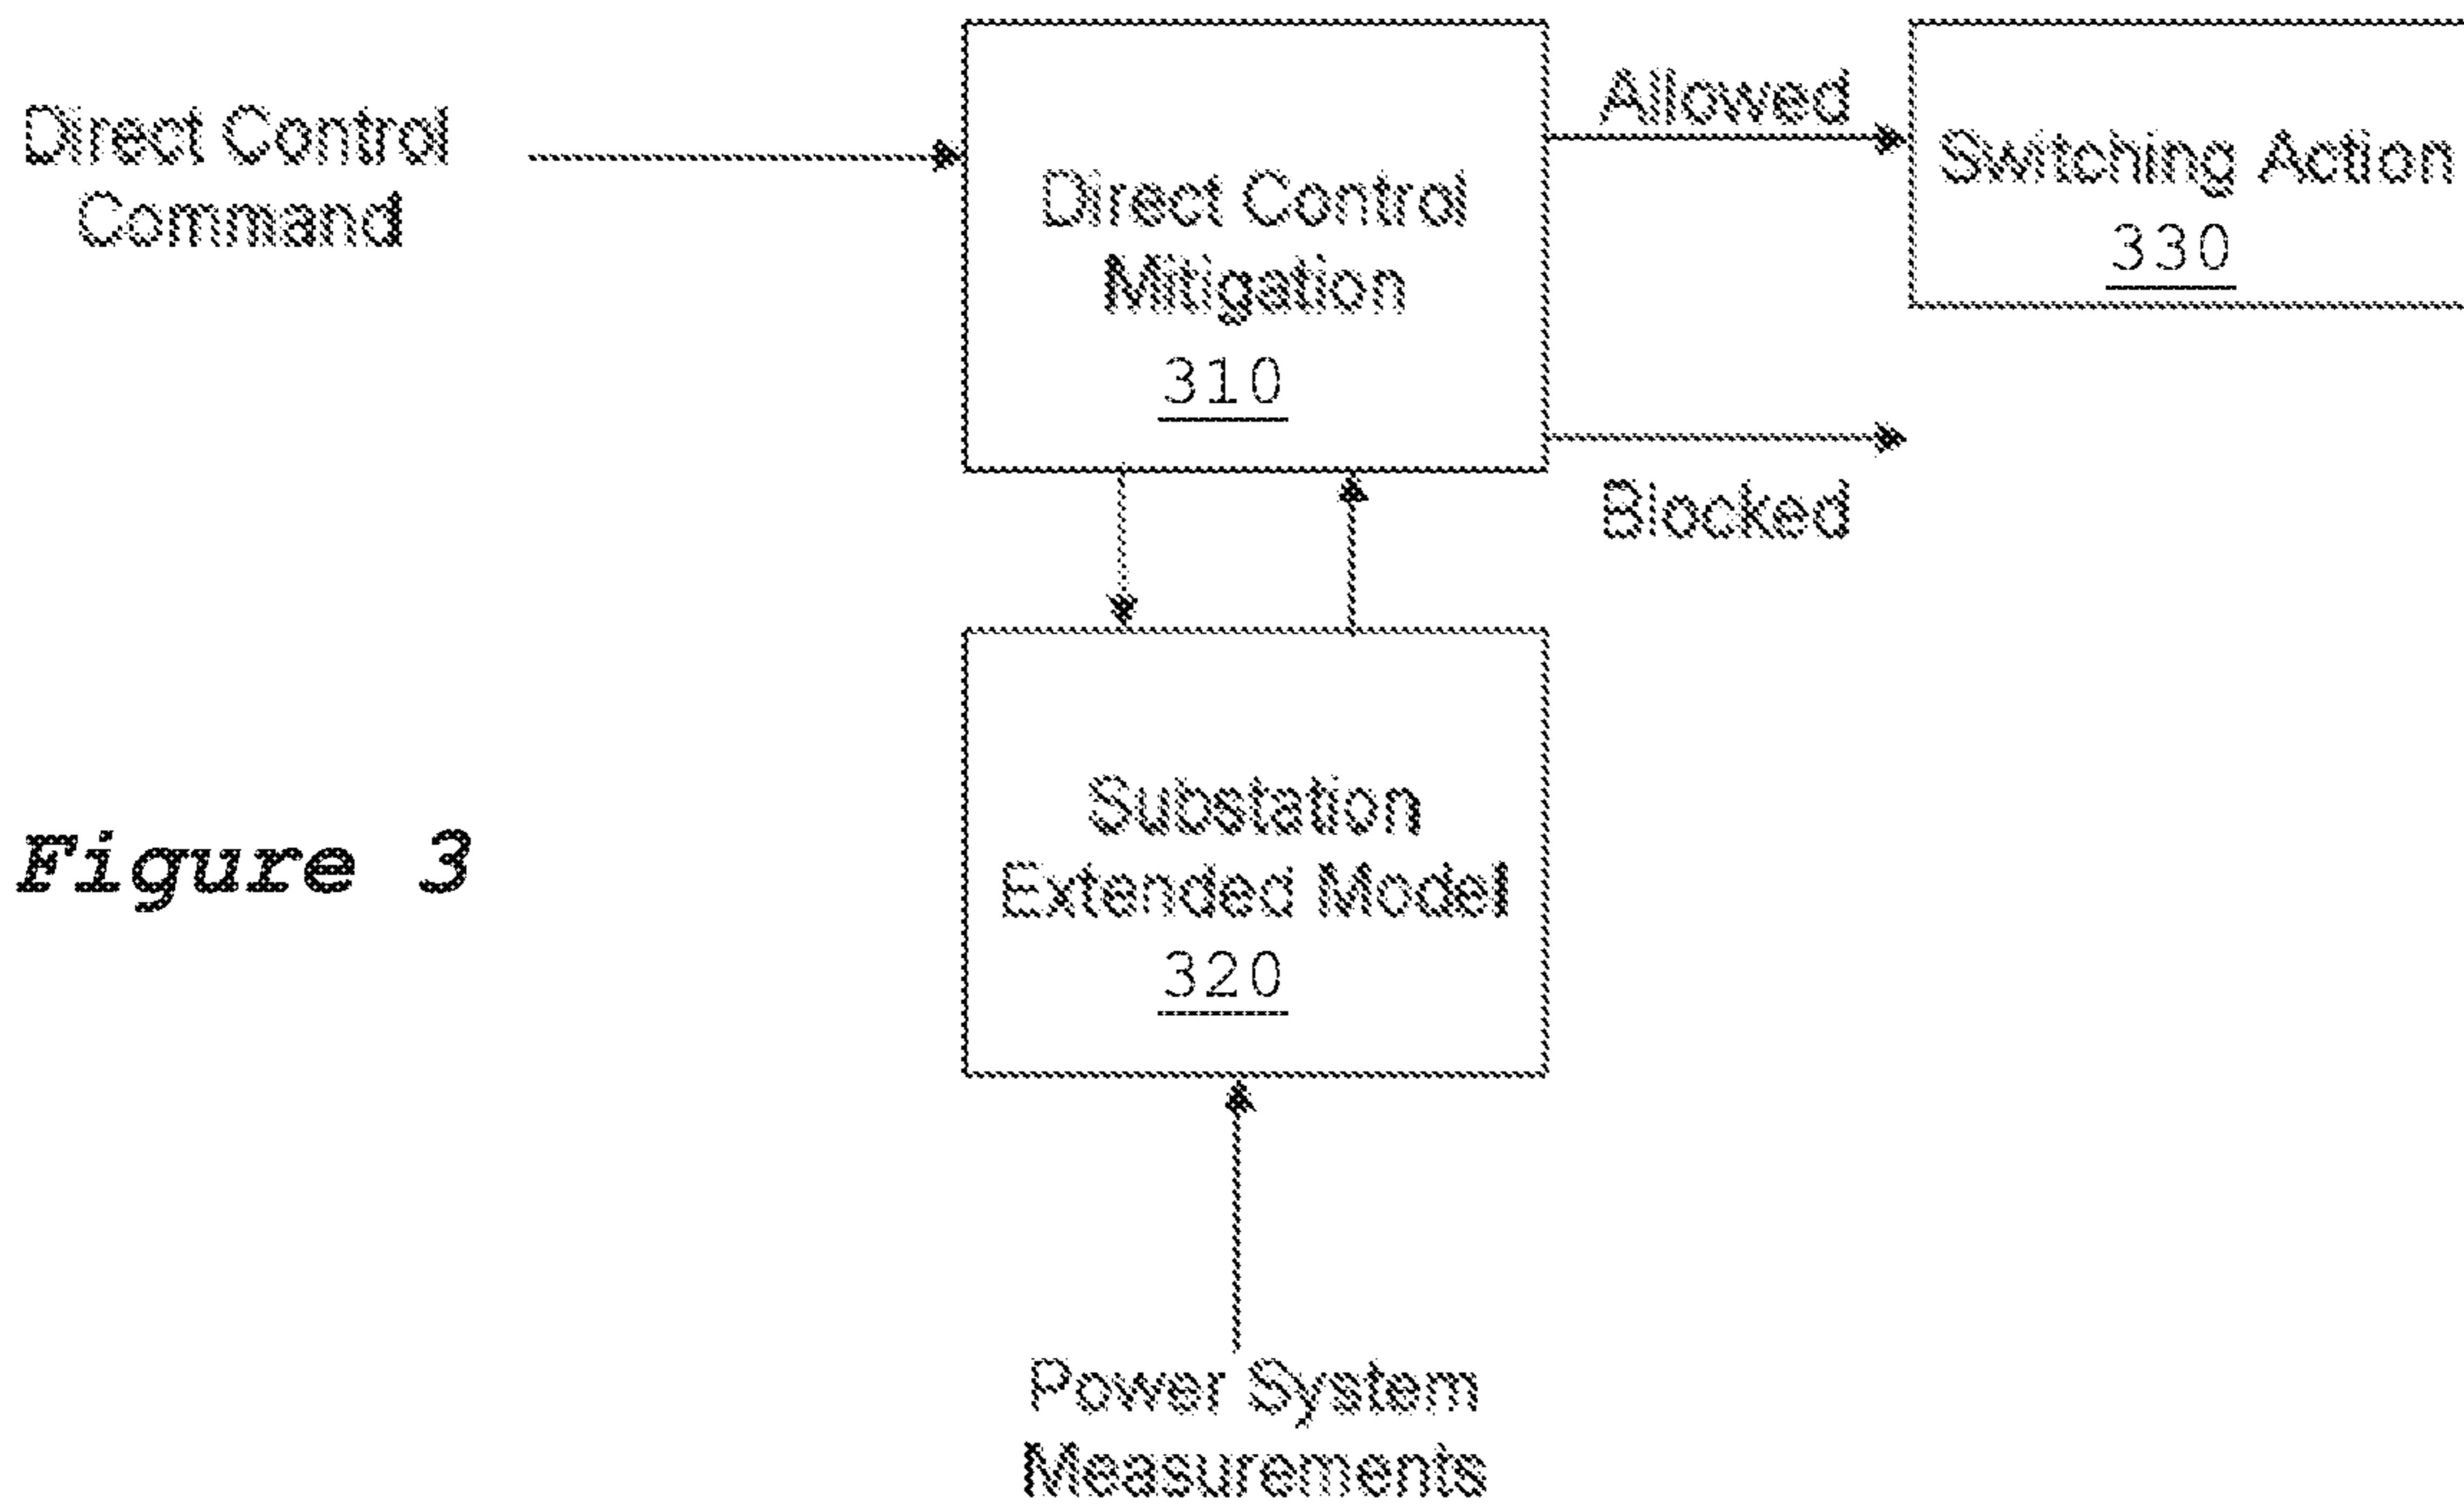 Direct Control
Command
Direct Control
Mitigation
310
Allowed
Switching Action
330
Blocked
Substation
Extended Model
320
Figure 3
Power System
Measurements